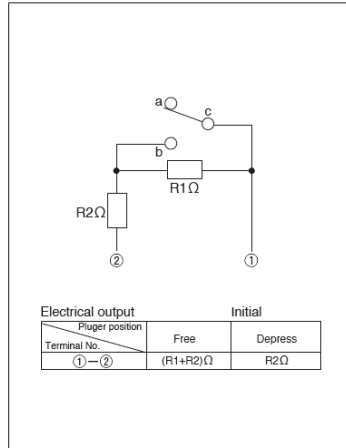 a
c
b
R1Ω
R2Ω
② ①
Electrical output Initial
Pluger position
Terminal No.
Free Depress
①—② (R1+R2)Ω R2Ω